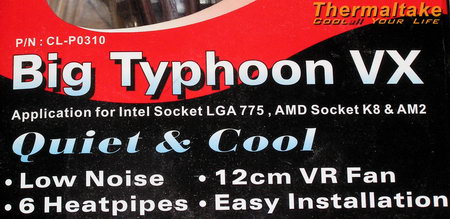 Thermaltake
COOL all YOUR LIFE
P/N : CL-P0310
Big Typhoon VX
Application for Intel Socket LGA 775 , AMD Socket K8 & AM2
Quiet & Cool
• Low Noise • 12cm VR Fan
• 6 Heatpipes • Easy Installation